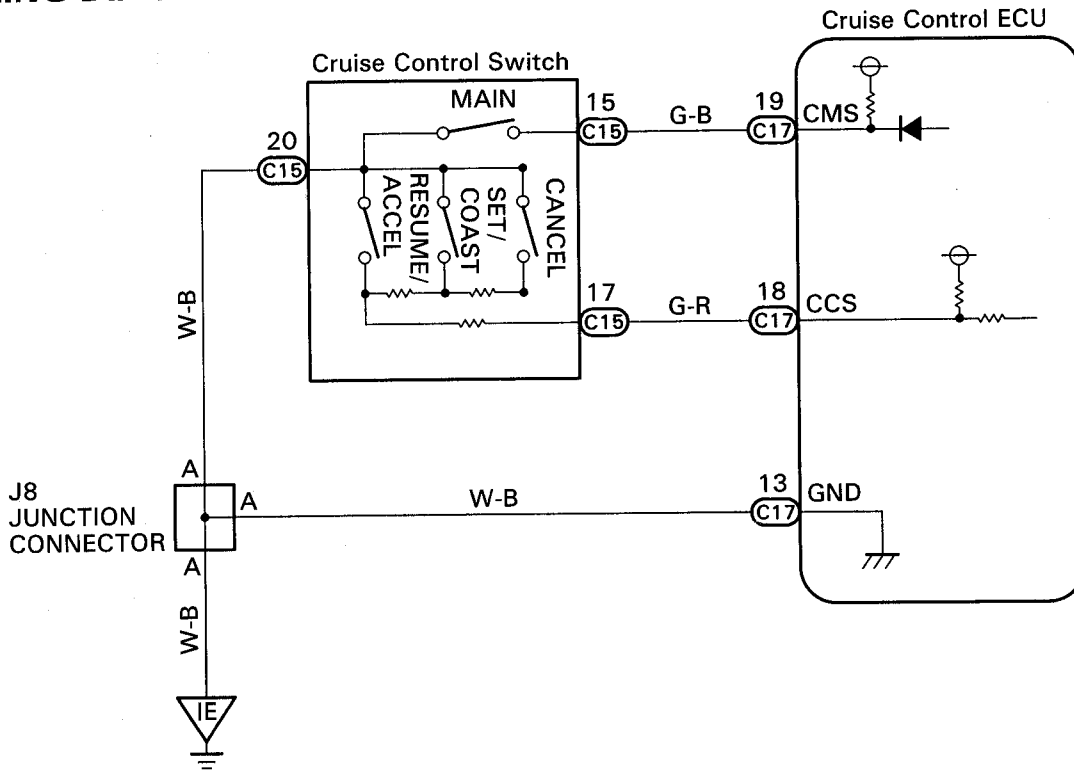 Cruise Control ECU
Cruise Control Switch
MAIN
20
C15
15
C15
G-B
19
C17
CMS
RESUME/
ACCEL
SET/
COAST
CANCEL
17
C15
G-R
18
C17
CCS
W-B
J8
JUNCTION
CONNECTOR
A
A
A
W-B
13
C17
GND
W-B
IE